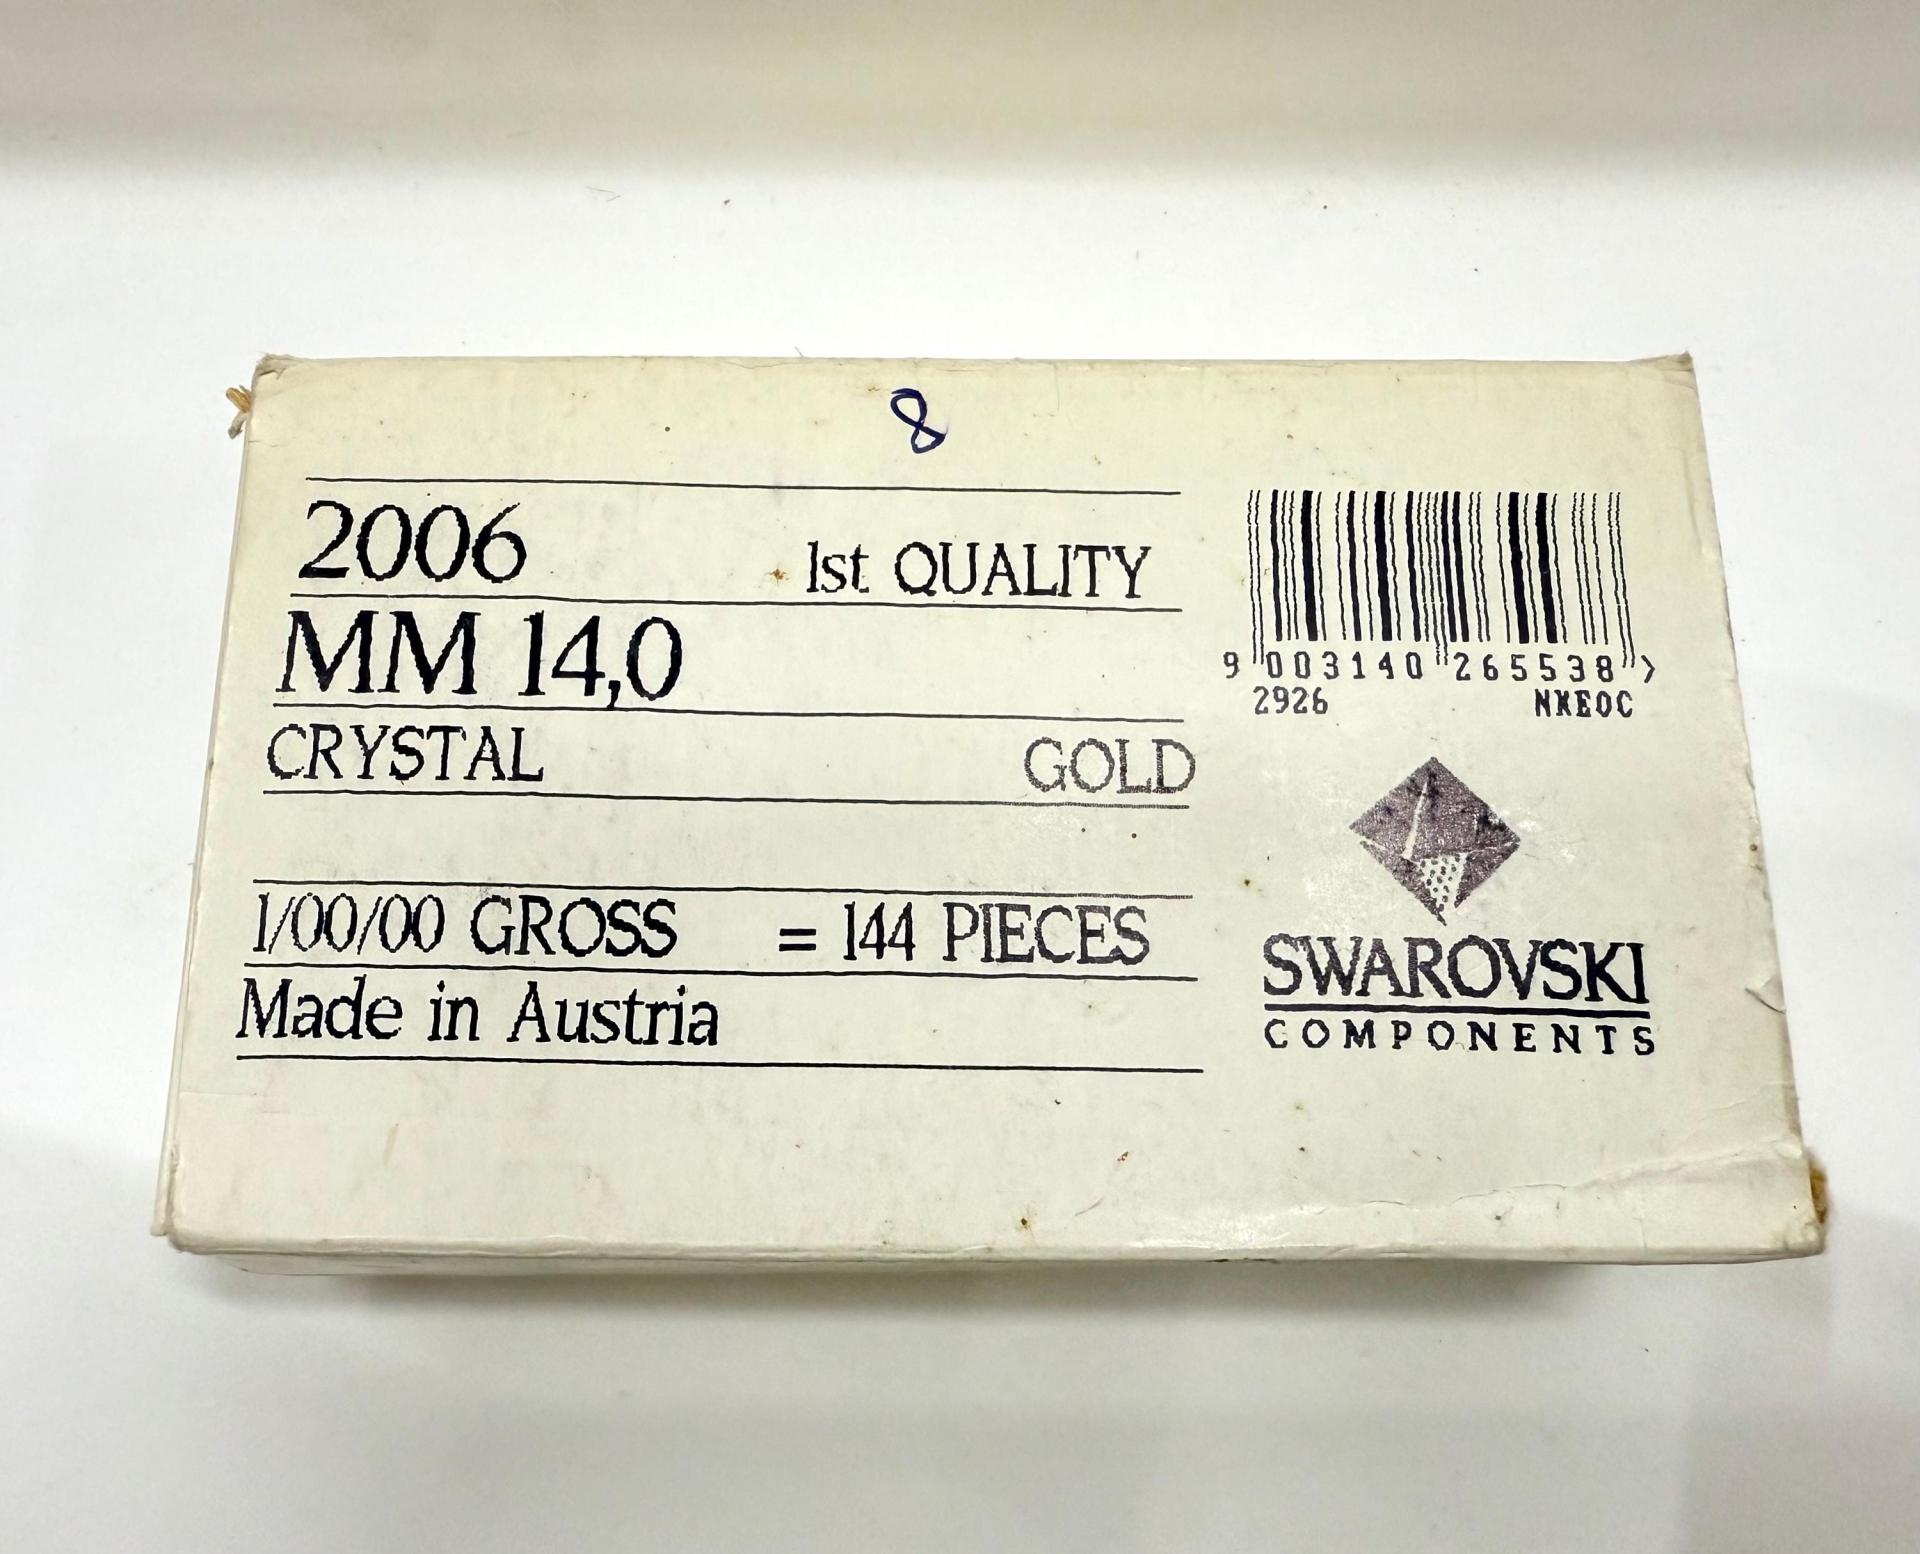 8
2006 1st QUALITY
MM 14,0
CRYSTAL GOLD
1/00/00 GROSS = 144 PIECES
Made in Austria
9 003140 265538 >
2926 NKEOC
SWAROVSKI
COMPONENTS